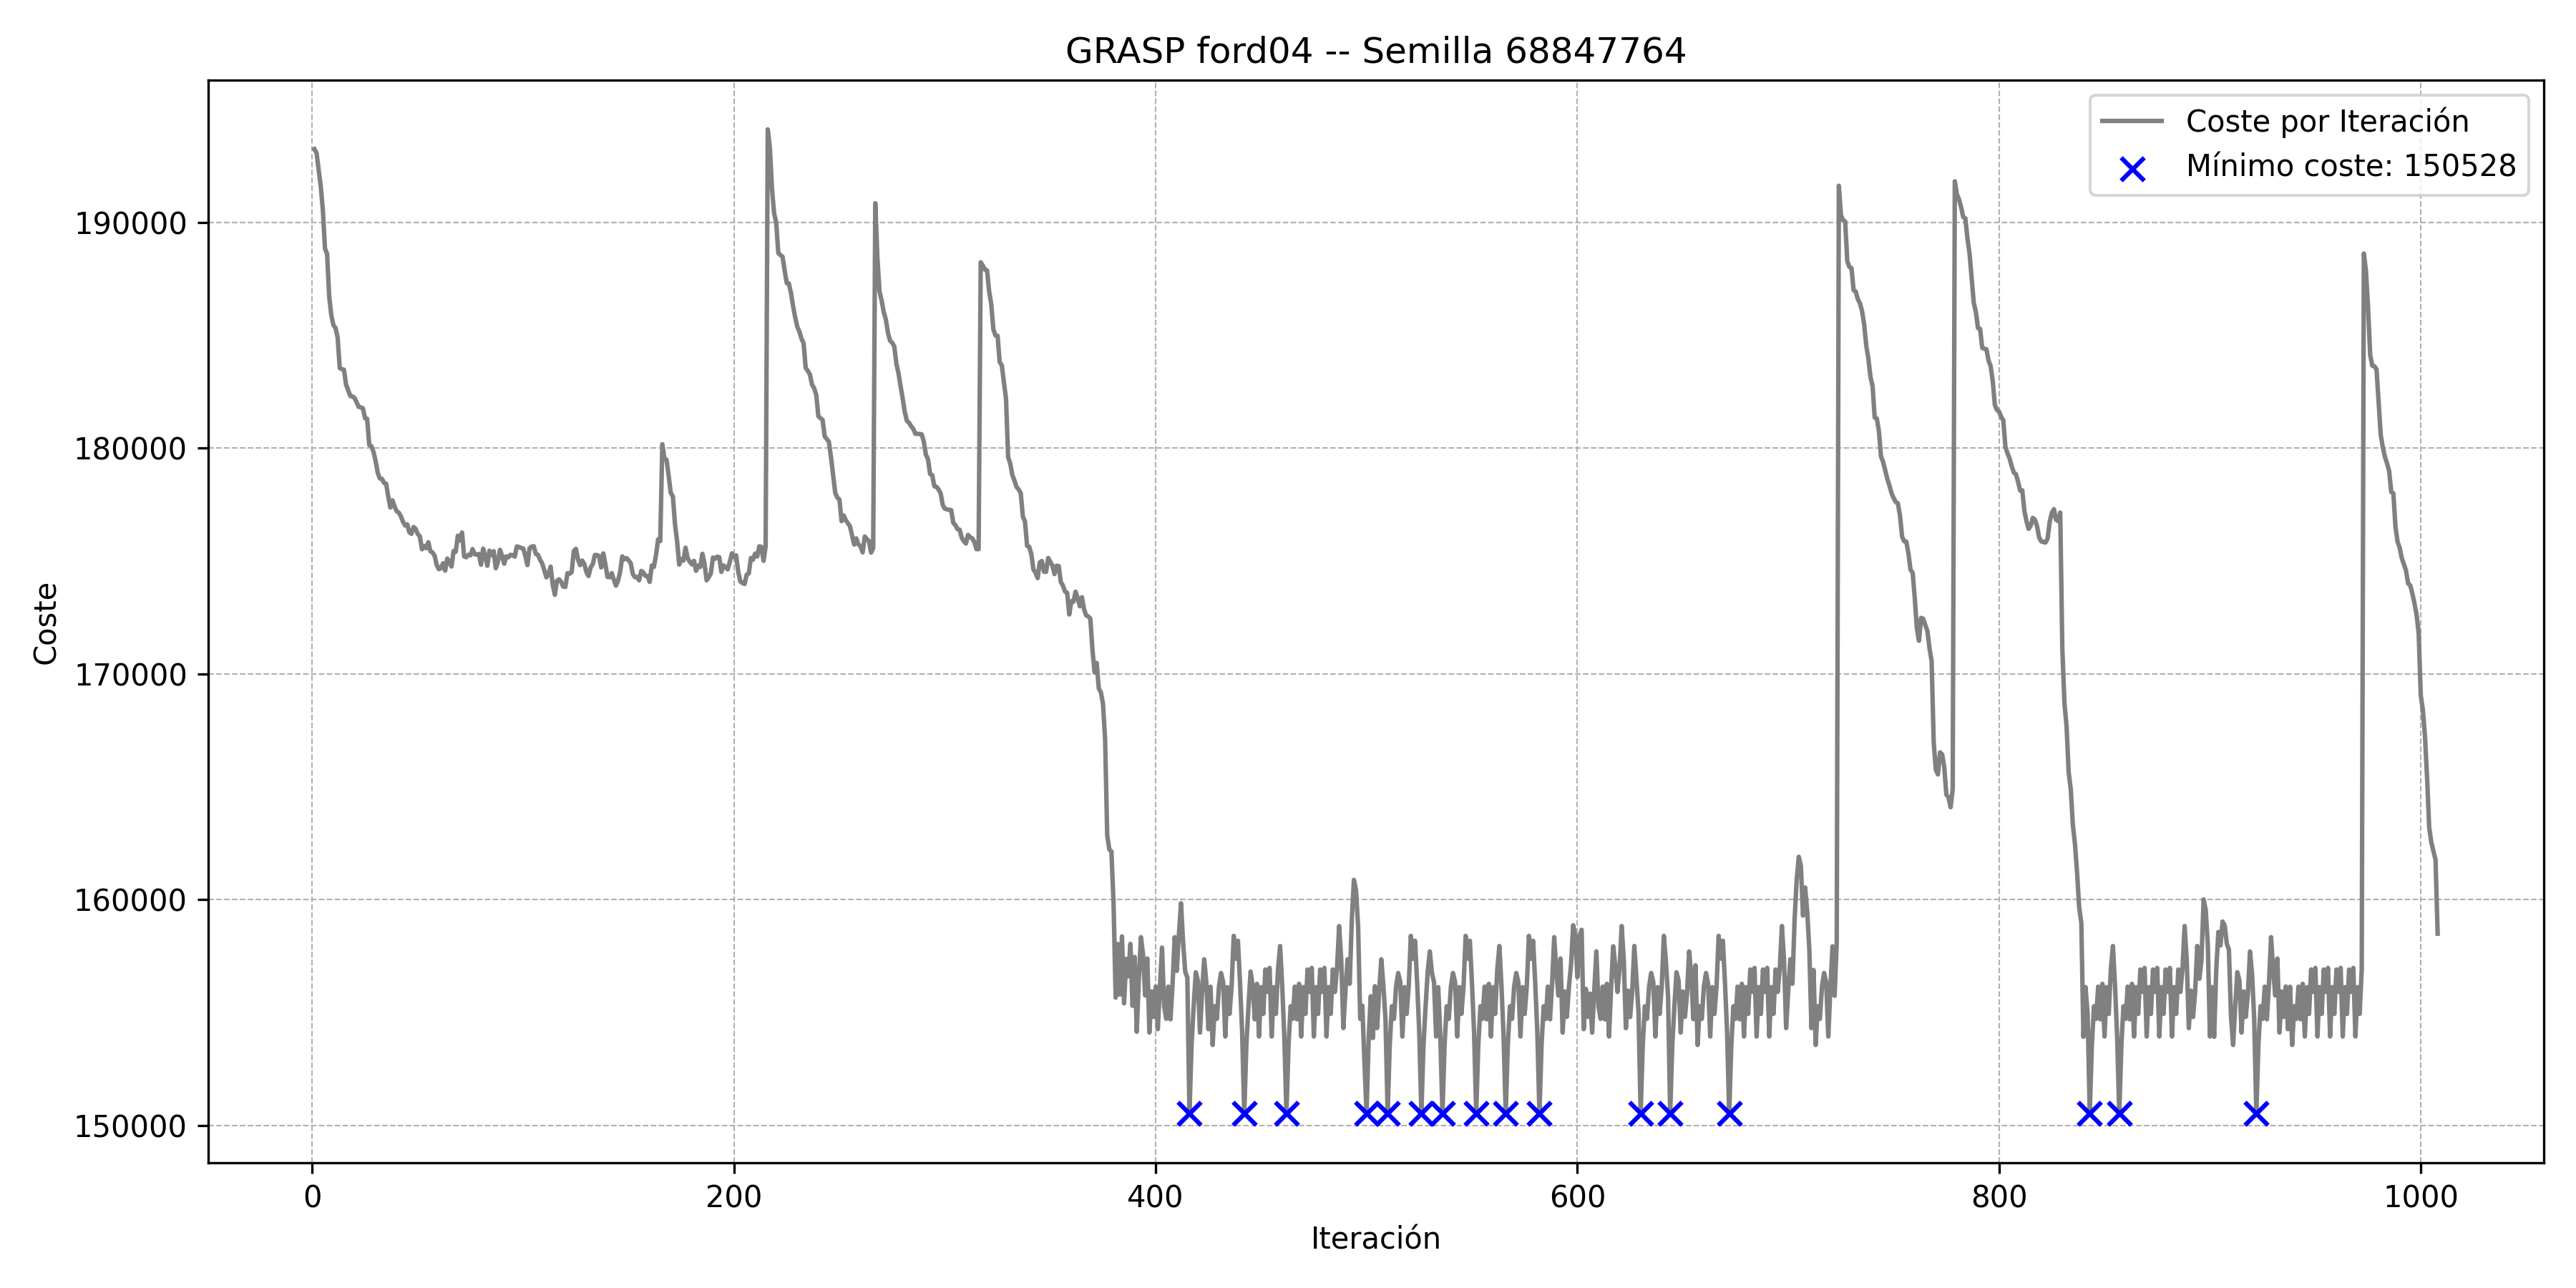 GRASP ford04 -- Semilla 68847764
Coste por Iteración
Mínimo coste: 150528
190000
180000
170000
160000
150000
Coste
0
200
400
600
800
1000
Iteración